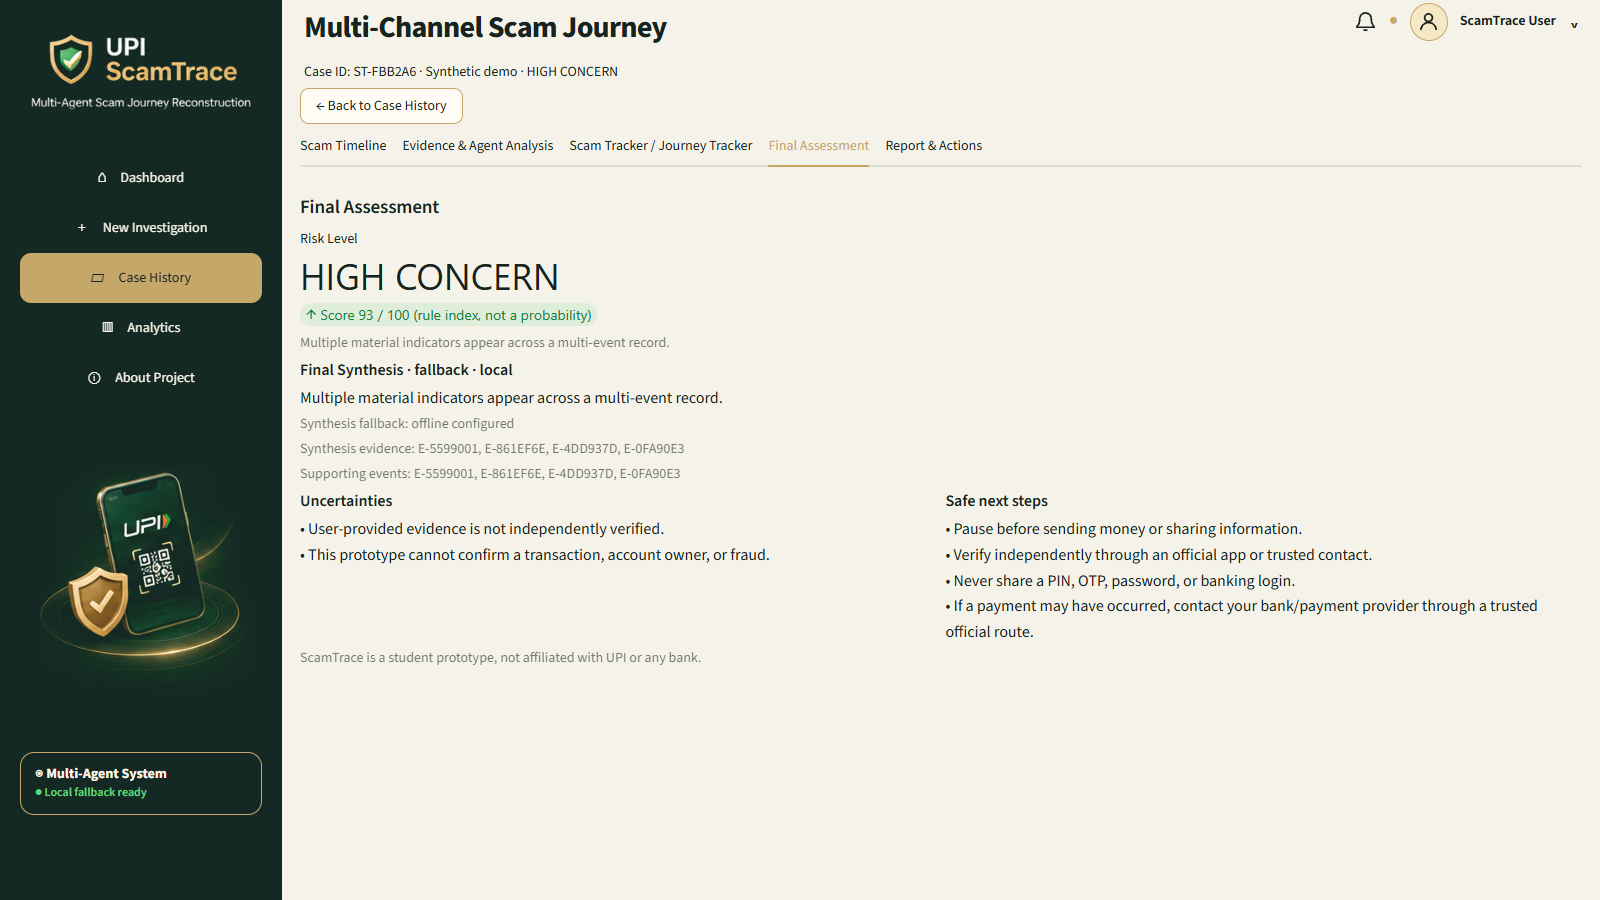 UPI
ScamTrace
Multi-Agent Scam Journey Reconstruction
Dashboard
+ New Investigation
Case History
Analytics
About Project
UPI
Multi-Agent System
Local fallback ready
Multi-Channel Scam Journey
ScamTrace User
Case ID: ST-FBB2A6 · Synthetic demo · HIGH CONCERN
← Back to Case History
Scam Timeline Evidence & Agent Analysis Scam Tracker / Journey Tracker Final Assessment Report & Actions
Final Assessment
Risk Level
HIGH CONCERN
↑ Score 93 / 100 (rule index, not a probability)
Multiple material indicators appear across a multi-event record.
Final Synthesis · fallback · local
Multiple material indicators appear across a multi-event record.
Synthesis fallback: offline configured
Synthesis evidence: E-5599001, E-861EF6E, E-4DD937D, E-0FA90E3
Supporting events: E-5599001, E-861EF6E, E-4DD937D, E-0FA90E3
Uncertainties
• User-provided evidence is not independently verified.
• This prototype cannot confirm a transaction, account owner, or fraud.
Safe next steps
• Pause before sending money or sharing information.
• Verify independently through an official app or trusted contact.
• Never share a PIN, OTP, password, or banking login.
• If a payment may have occurred, contact your bank/payment provider through a trusted
official route.
ScamTrace is a student prototype, not affiliated with UPI or any bank.